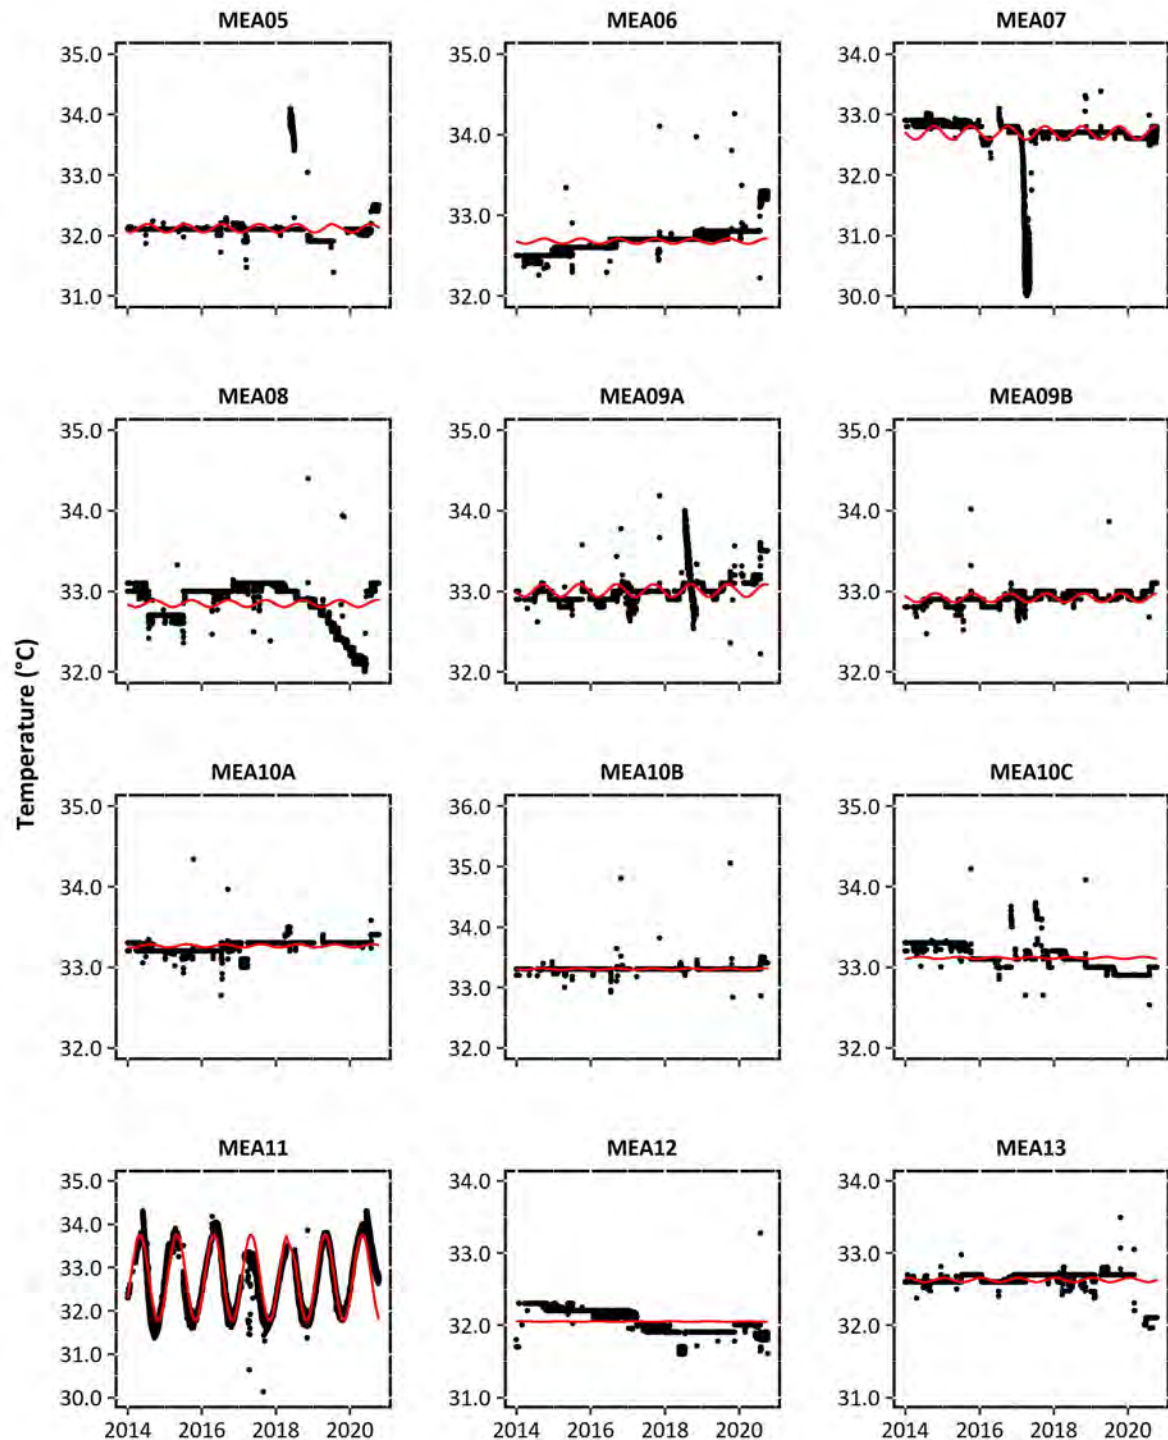 MEA05 MEA06 MEA07
35.0 35.0 34.0
34.0 34.0 33.0
33.0 33.0 32.0
32.0 32.0 31.0
31.0 30.0
MEA08 MEA09A MEA09B
35.0 35.0 35.0
34.0 34.0 34.0
33.0 33.0 33.0
32.0 32.0 32.0
Temperature (°C)
MEA10A MEA10B MEA10C
35.0 36.0 35.0
34.0 35.0 34.0
33.0 34.0 33.0
32.0 33.0 32.0
32.0
MEA11 MEA12 MEA13
35.0 34.0 34.0
34.0 33.0 33.0
33.0 32.0 32.0
32.0 31.0 31.0
31.0
30.0
2014 2016 2018 2020 2014 2016 2018 2020 2014 2016 2018 2020